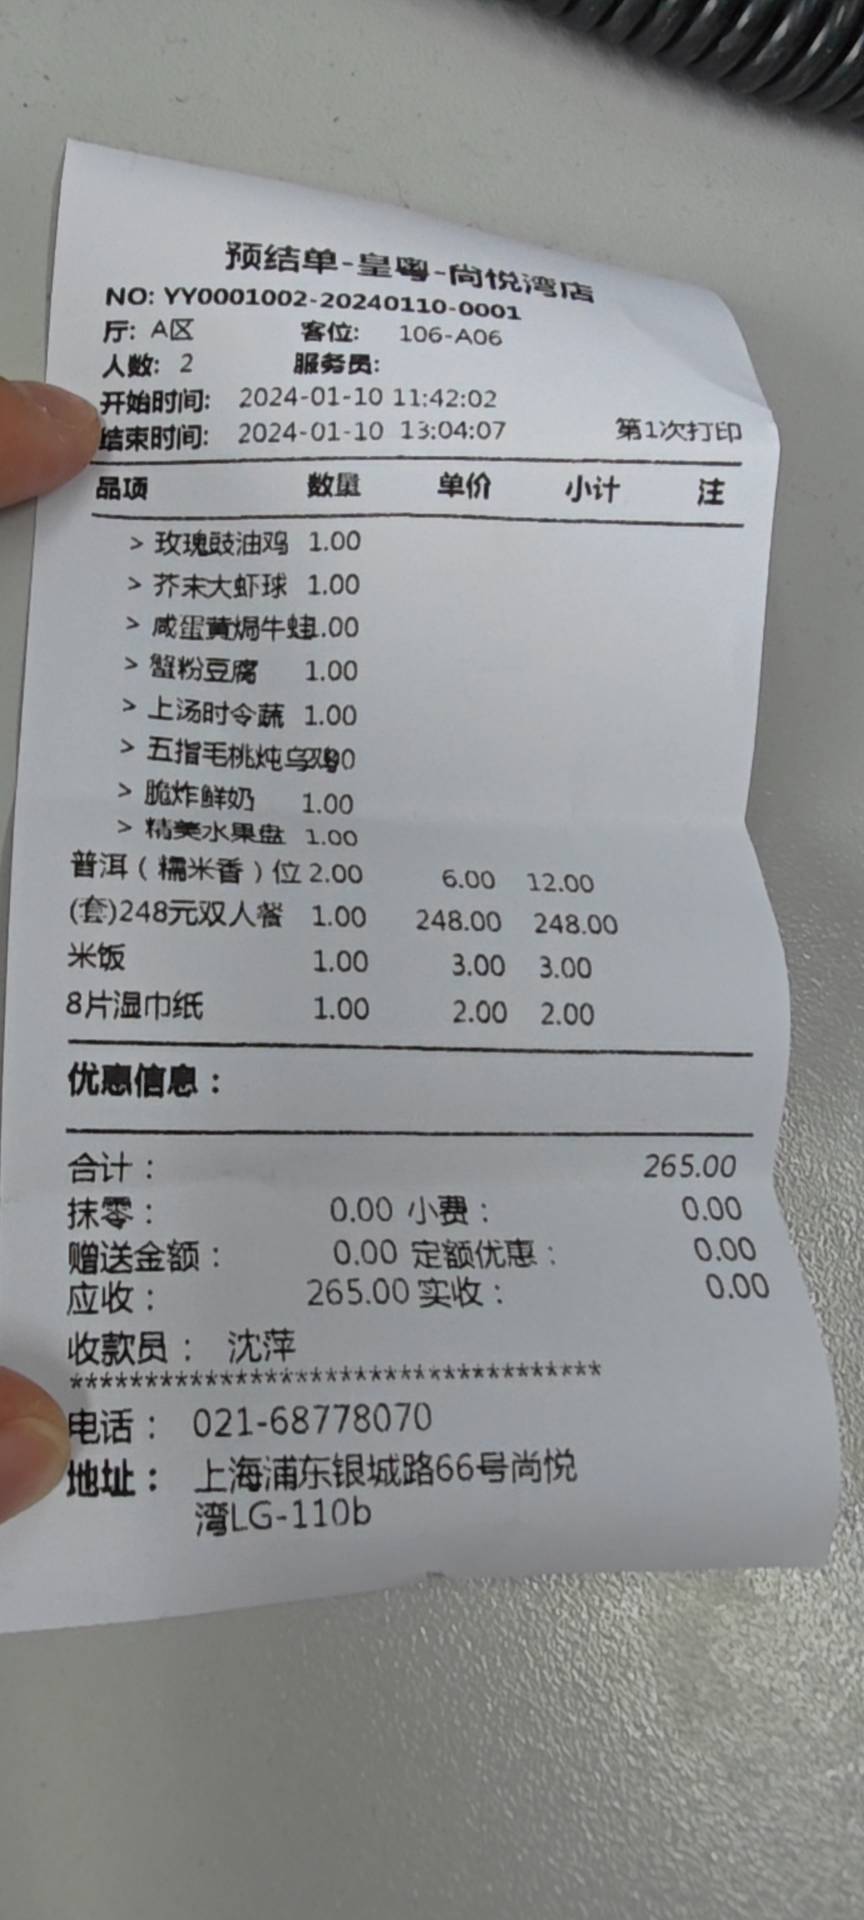 预结单-皇粤-尚悦湾店
NO: YY0001002-20240110-0001
厅: A区 客位: 106-A06
人数: 2 服务员:
开始时间: 2024-01-10 11:42:02
结束时间: 2024-01-10 13:04:07 第1次打印
品项 数量 单价 小计 注
> 玫瑰豉油鸡 1.00
> 芥末大虾球 1.00
> 咸蛋黄焗牛蛙1.00
> 蟹粉豆腐 1.00
> 上汤时令蔬 1.00
> 五指毛桃炖乌鸡
> 脆炸鲜奶 1.00
> 精美水果盘 1.00
普洱（糯米香）位 2.00 6.00 12.00
(套)248元双人餐 1.00 248.00 248.00
米饭 1.00 3.00 3.00
8片湿巾纸 1.00 2.00 2.00
优惠信息：
合计： 265.00
抹零： 0.00 小费： 0.00
赠送金额： 0.00 定额优惠： 0.00
应收： 265.00 实收： 0.00
收款员： 沈萍
************************************
电话： 021-68778070
地址： 上海浦东银城路66号尚悦
湾LG-110b